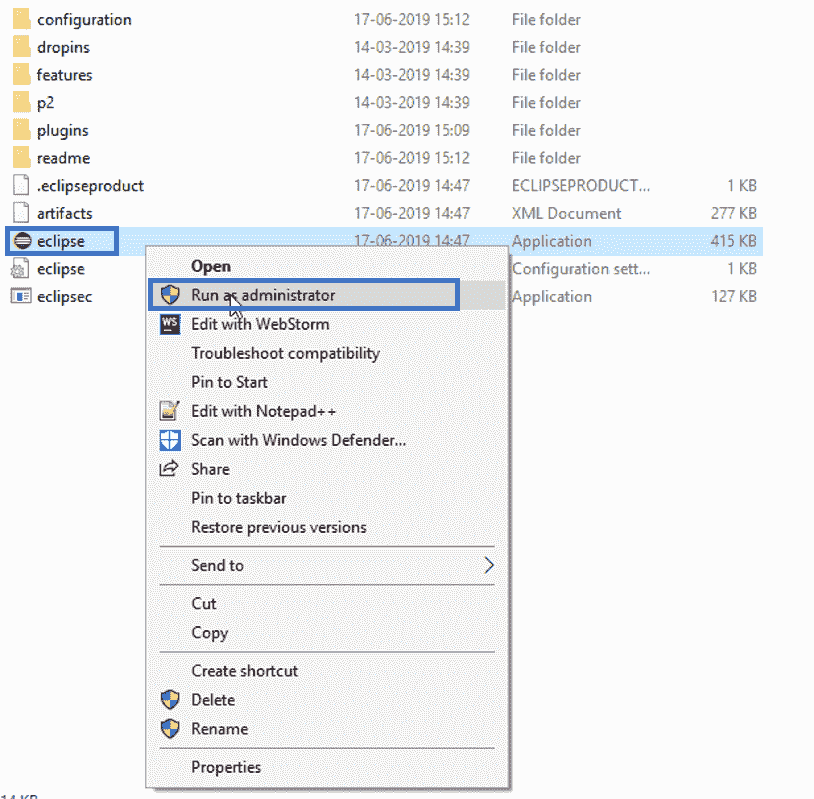 configuration 17-06-2019 15:12 File folder
dropins 14-03-2019 14:39 File folder
features 14-03-2019 14:39 File folder
p2 14-03-2019 14:39 File folder
plugins 17-06-2019 15:09 File folder
readme 17-06-2019 15:12 File folder
.eclipseproduct 17-06-2019 14:47 ECLIPSEPRODUCT... 1 KB
artifacts 17-06-2019 14:47 XML Document 277 KB
eclipse 17-06-2019 14:47 Application 415 KB
eclipse Configuration sett... 1 KB
eclipsec Application 127 KB
Open
Run as administrator
WS Edit with WebStorm
Troubleshoot compatibility
Pin to Start
Edit with Notepad++
Scan with Windows Defender...
Share
Pin to taskbar
Restore previous versions
Send to
Cut
Copy
Create shortcut
Delete
Rename
Properties